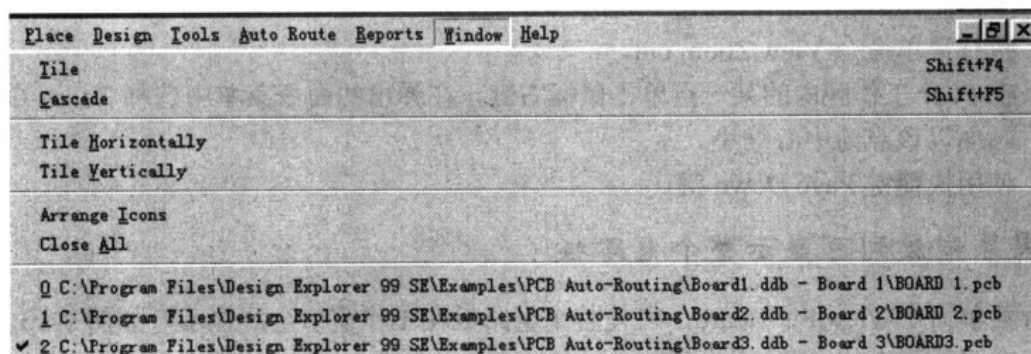 Place Design Tools Auto Route Reports Window Help
Tile Shift+F4
Cascade Shift+F5
Tile Horizontally
Tile Vertically
Arrange Icons
Close All
0 C:\Program Files\Design Explorer 99 SE\Examples\PCB Auto-Routing\Board1.ddb - Board 1\BOARD 1.pcb
1 C:\Program Files\Design Explorer 99 SE\Examples\PCB Auto-Routing\Board2.ddb - Board 2\BOARD 2.pcb
2 C:\Program Files\Design Explorer 99 SE\Examples\PCB Auto-Routing\Board3.ddb - Board 3\BOARD3.pcb